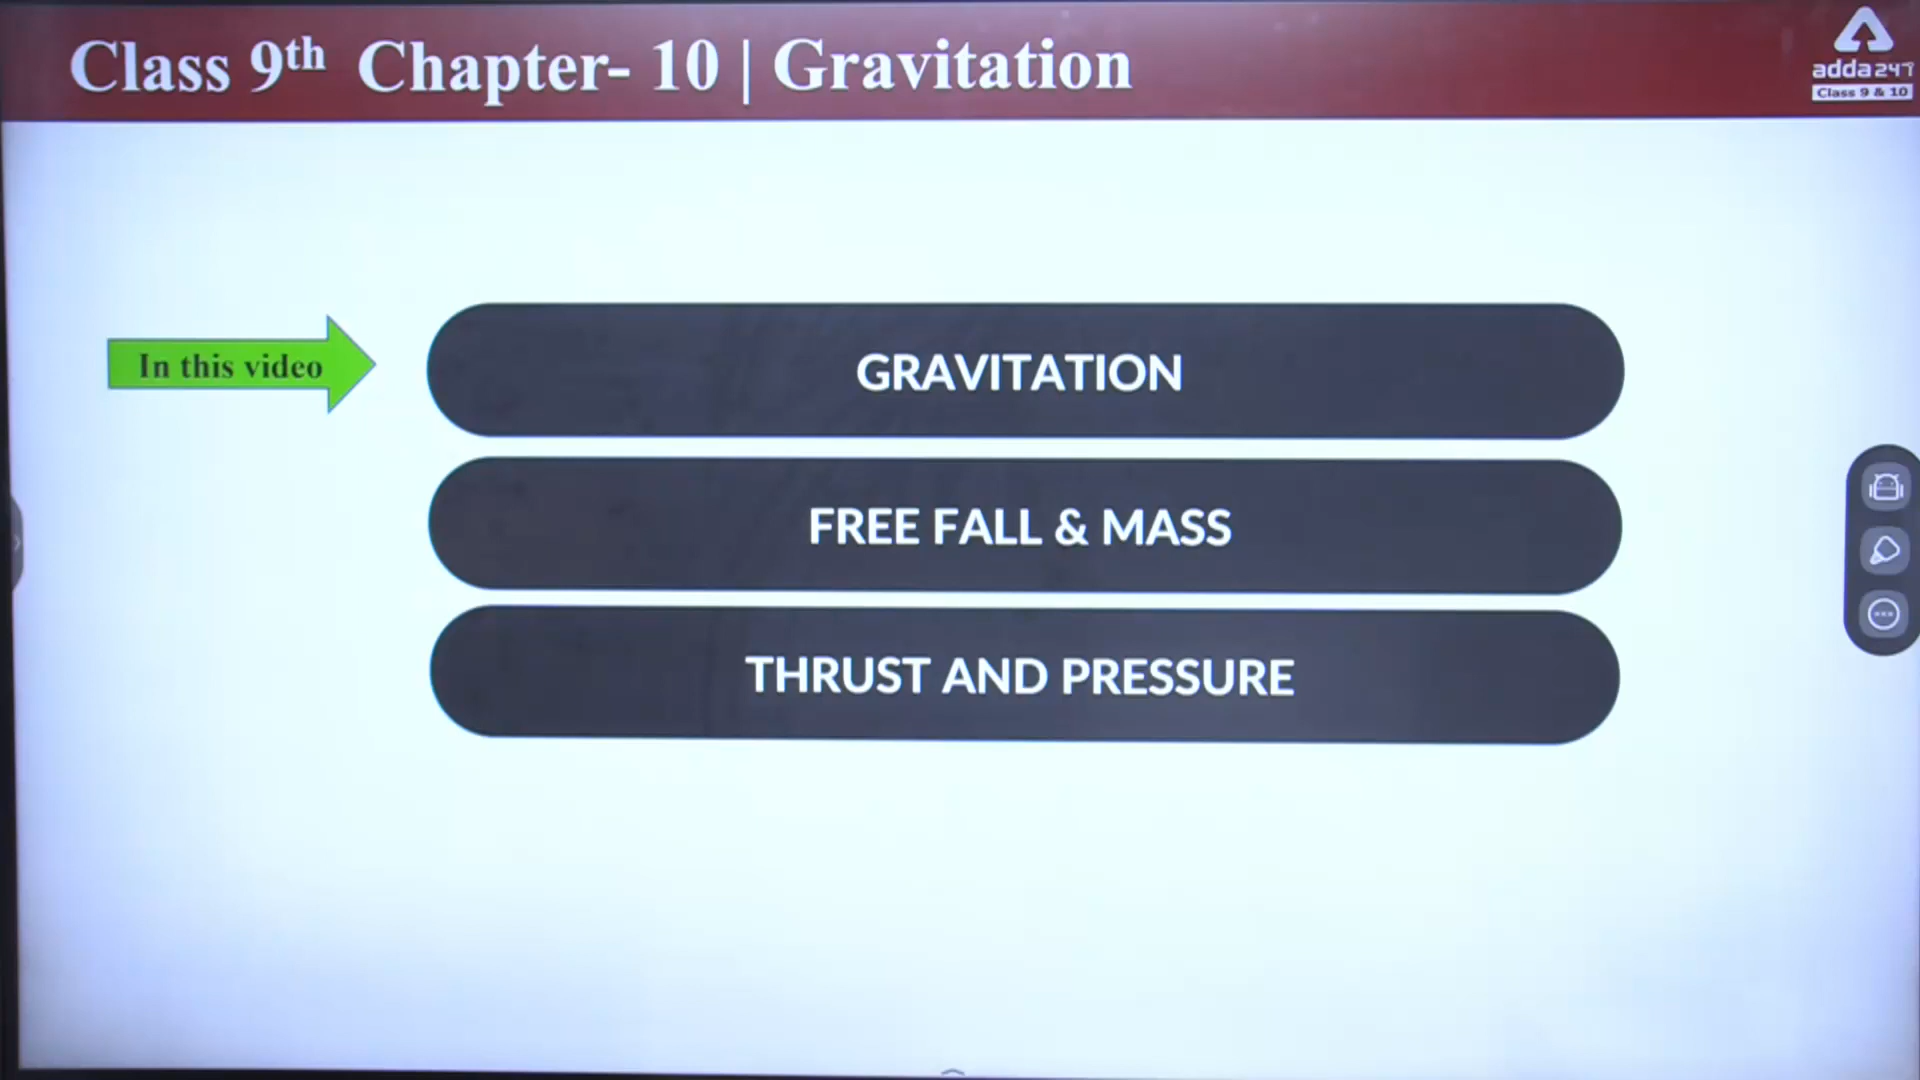 Class 9th Chapter- 10 | Gravitation
adda247
Class 9 & 10
In this video
GRAVITATION
FREE FALL & MASS
THRUST AND PRESSURE